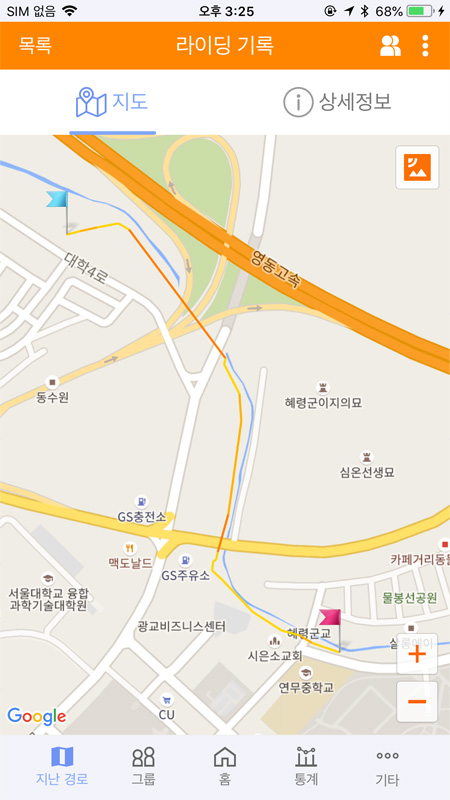 SIM 없음 오후 3:25 68%
목록 라이딩 기록
지도 상세정보
대학4로
영동고속
동수원
혜령군이지의묘
심온선생묘
GS충전소
맥도날드
GS주유소
카페거리동물
서울대학교 융합
과학기술대학원
물봉선공원
광교비즈니스센터
혜령군교
시은소교회
연무중학교
CU
Google
지난 경로 그룹 홈 통계 기타